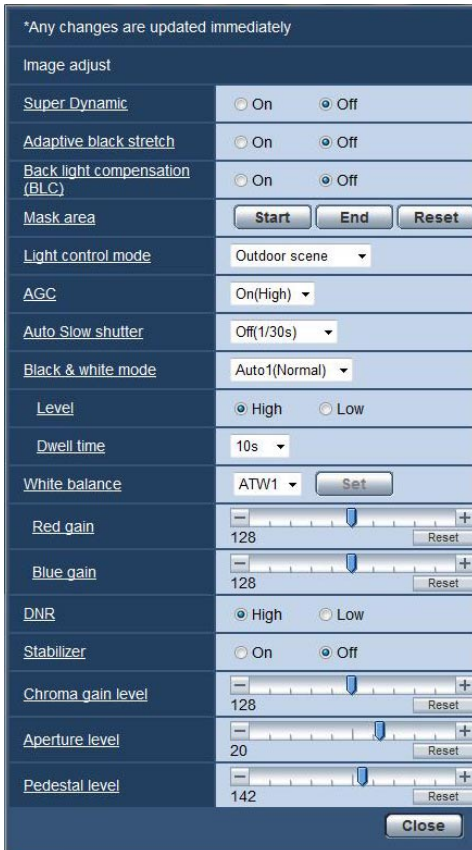 *Any changes are updated immediately
Image adjust
Super Dynamic On Off
Adaptive black stretch On Off
Back light compensation
(BLC) On Off
Mask area Start End Reset
Light control mode Outdoor scene
AGC On(High)
Auto Slow shutter Off(1/30s)
Black & white mode Auto1(Normal)
Level High Low
Dwell time 10s
White balance ATW1 Set
Red gain 128 Reset
Blue gain 128 Reset
DNR High Low
Stabilizer On Off
Chroma gain level 128 Reset
Aperture level 20 Reset
Pedestal level 142 Reset
Close